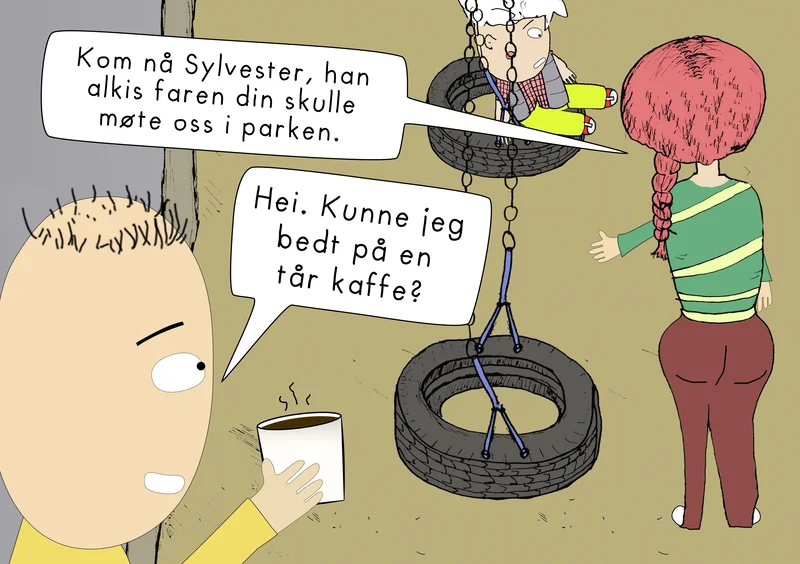 Kom nå Sylvester, han
alkis faren din skulle
møte oss i parken.
Hei. Kunne jeg
bedt på en
tår kaffe?